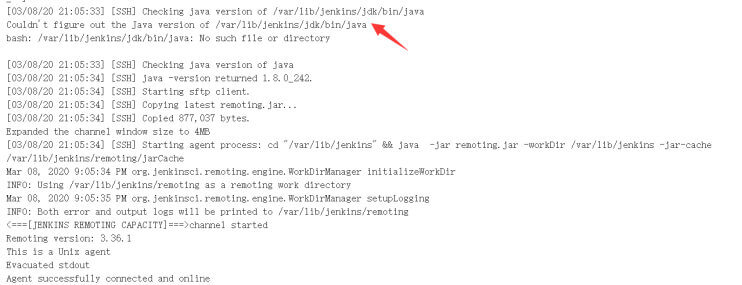 [03/08/20 21:05:33] [SSH] Checking java version of /var/lib/jenkins/jdk/bin/java
Couldn't figure out the Java version of /var/lib/jenkins/jdk/bin/java
bash: /var/lib/jenkins/jdk/bin/java: No such file or directory
[03/08/20 21:05:33] [SSH] Checking java version of java
[03/08/20 21:05:34] [SSH] java -version returned 1.8.0_242.
[03/08/20 21:05:34] [SSH] Starting sftp client.
[03/08/20 21:05:34] [SSH] Copying latest remoting.jar...
[03/08/20 21:05:34] [SSH] Copied 877,037 bytes.
Expanded the channel window size to 4MB
[03/08/20 21:05:34] [SSH] Starting agent process: cd "/var/lib/jenkins" && java  -jar remoting.jar -workDir /var/lib/jenkins -jar-cache
/var/lib/jenkins/remoting/jarCache
Mar 08, 2020 9:05:34 PM org.jenkinsci.remoting.engine.WorkDirManager initializeWorkDir
INFO: Using /var/lib/jenkins/remoting as a remoting work directory
Mar 08, 2020 9:05:35 PM org.jenkinsci.remoting.engine.WorkDirManager setupLogging
INFO: Both error and output logs will be printed to /var/lib/jenkins/remoting
<===[JENKINS REMOTING CAPACITY]===>channel started
Remoting version: 3.36.1
This is a Unix agent
Evacuated stdout
Agent successfully connected and online